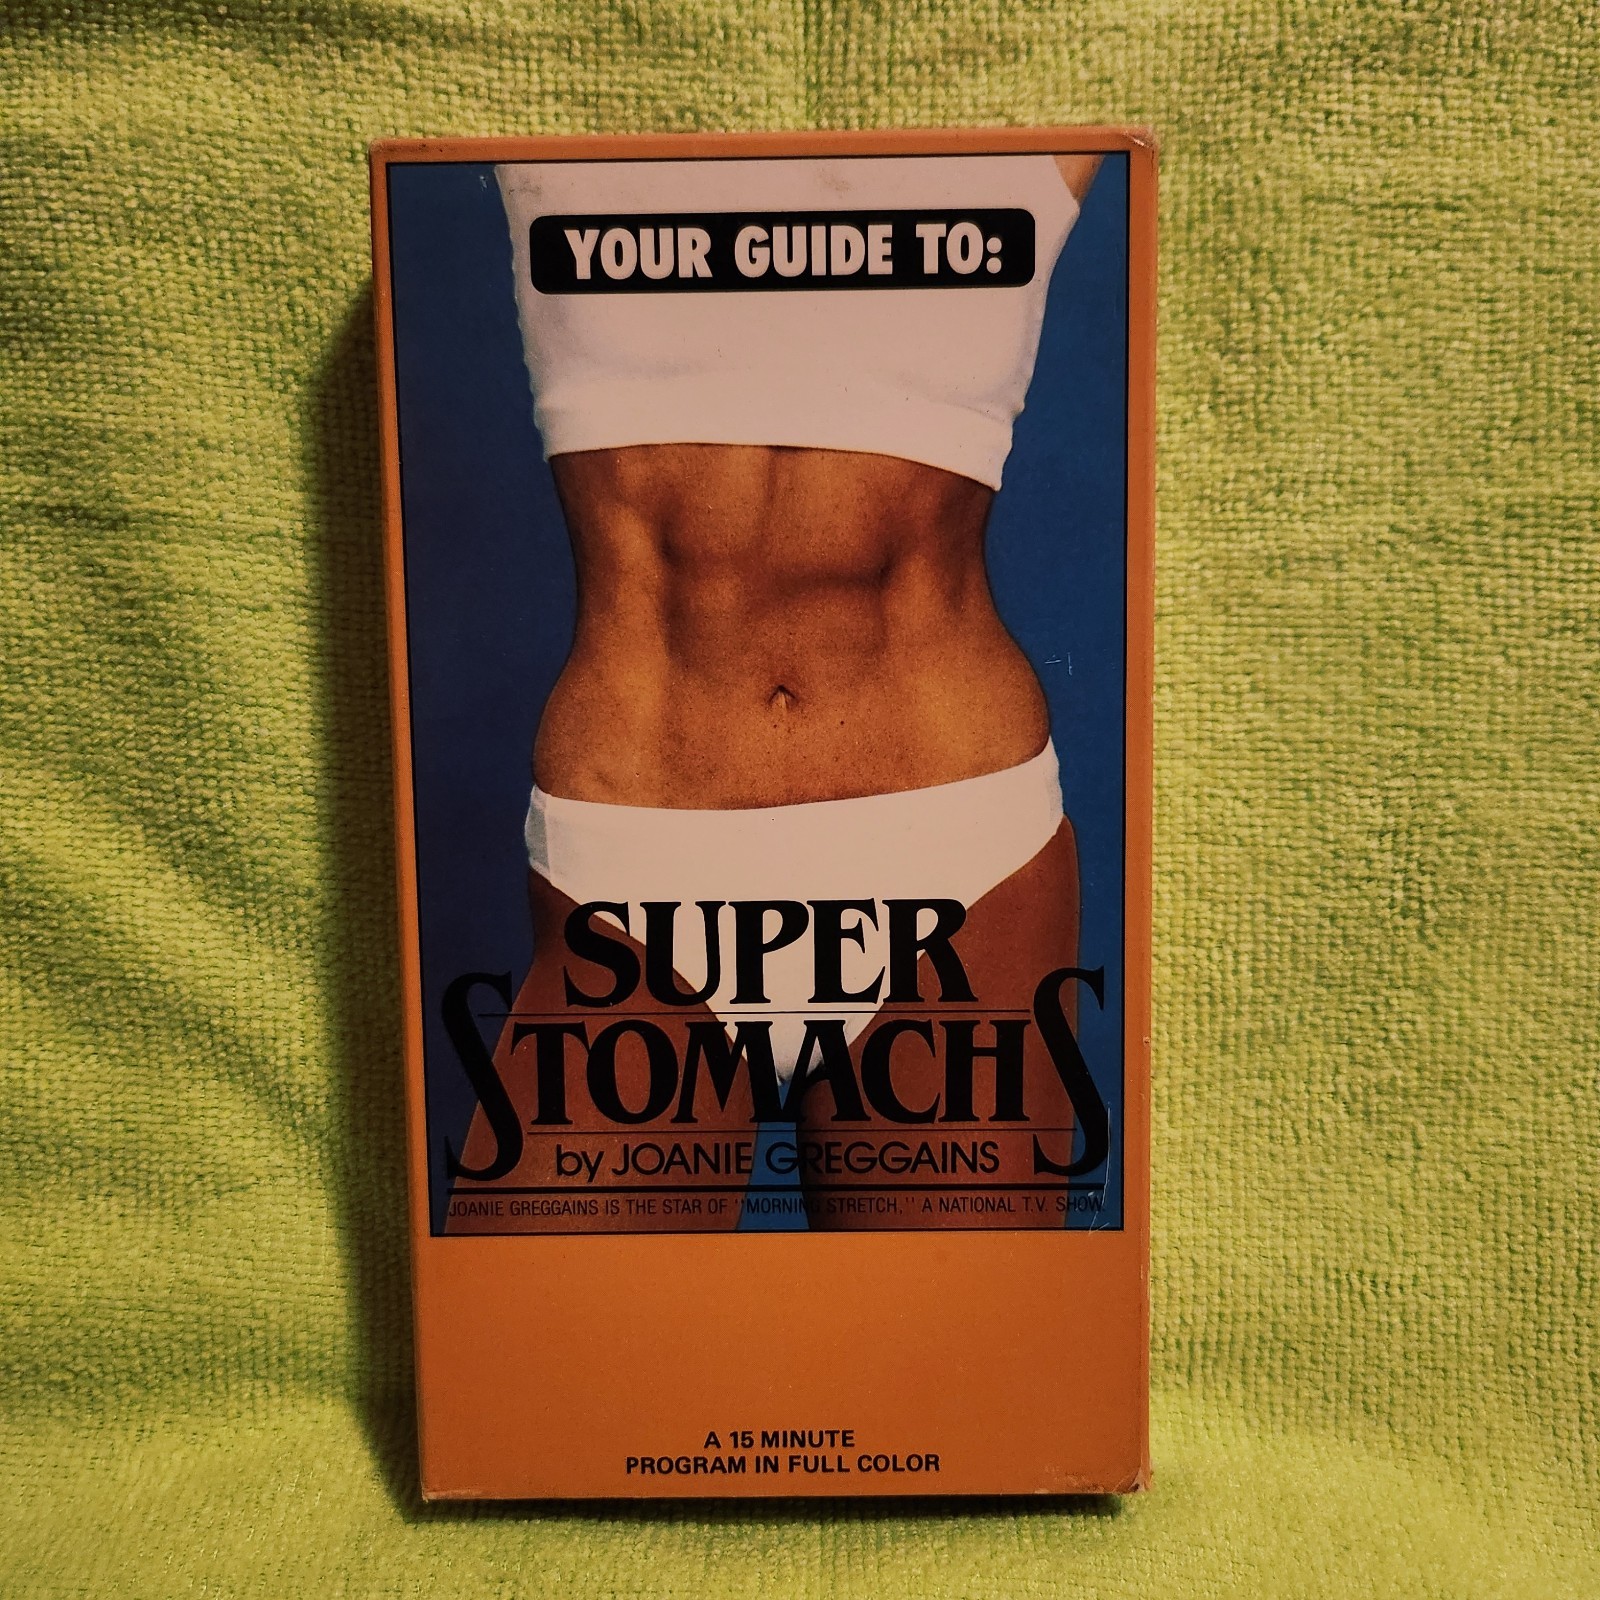 YOUR GUIDE TO:
SUPER
STOMACHS
by JOANIE GREGGAINS
JOANIE GREGGAINS IS THE STAR OF "MORNING STRETCH," A NATIONAL T.V. SHOW.
A 15 MINUTE
PROGRAM IN FULL COLOR